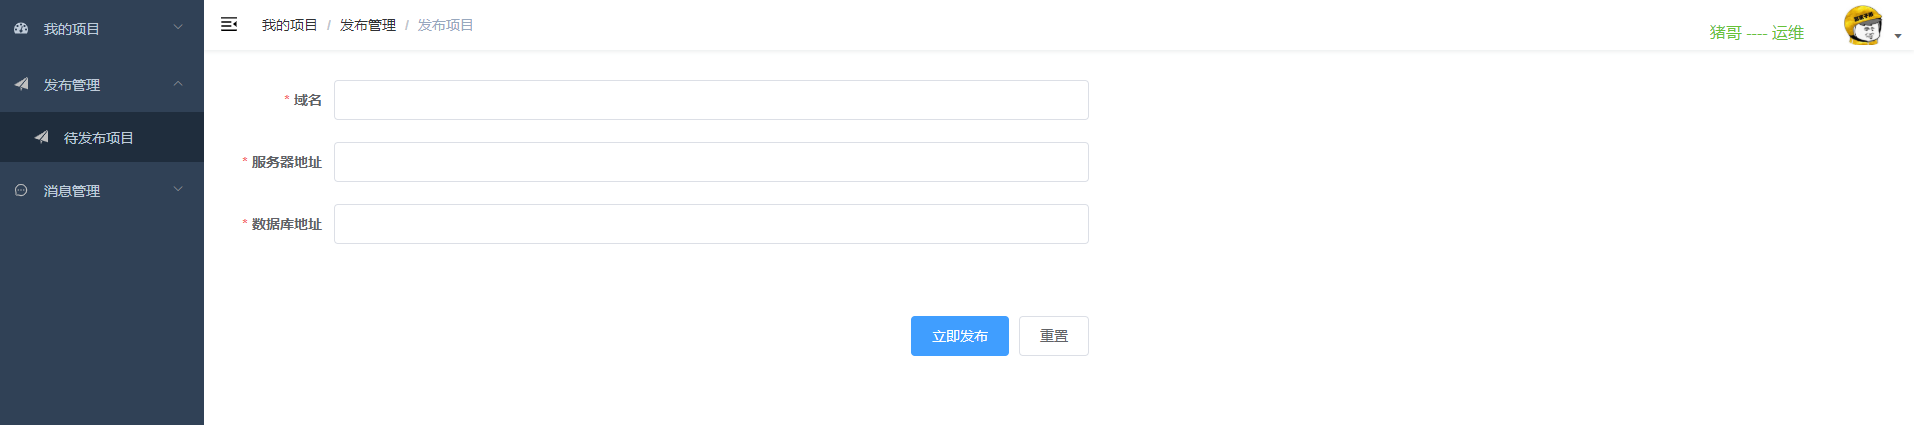 我的项目
发布管理
待发布项目
消息管理
我的项目 / 发布管理 / 发布项目
猪哥 ---- 运维
* 域名
* 服务器地址
* 数据库地址
立即发布
重置